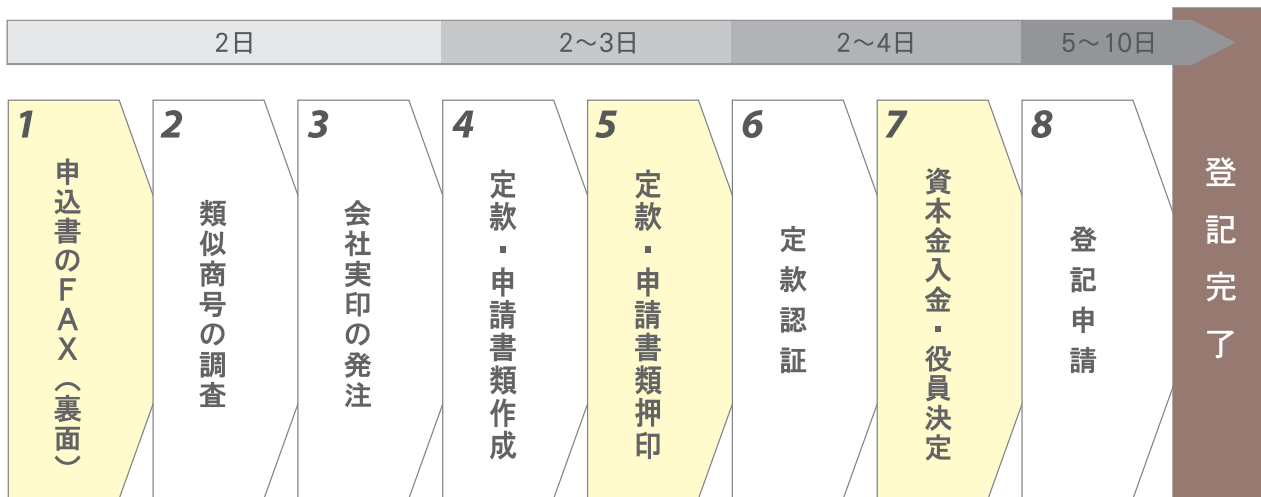 2日
2～3日
2～4日
5～10日
1
申込書のFAX（裏面）
2
類似商号の調査
3
会社実印の発注
4
定款・申請書類作成
5
定款・申請書類押印
6
定款認証
7
資本金入金・役員決定
8
登記申請
登記完了